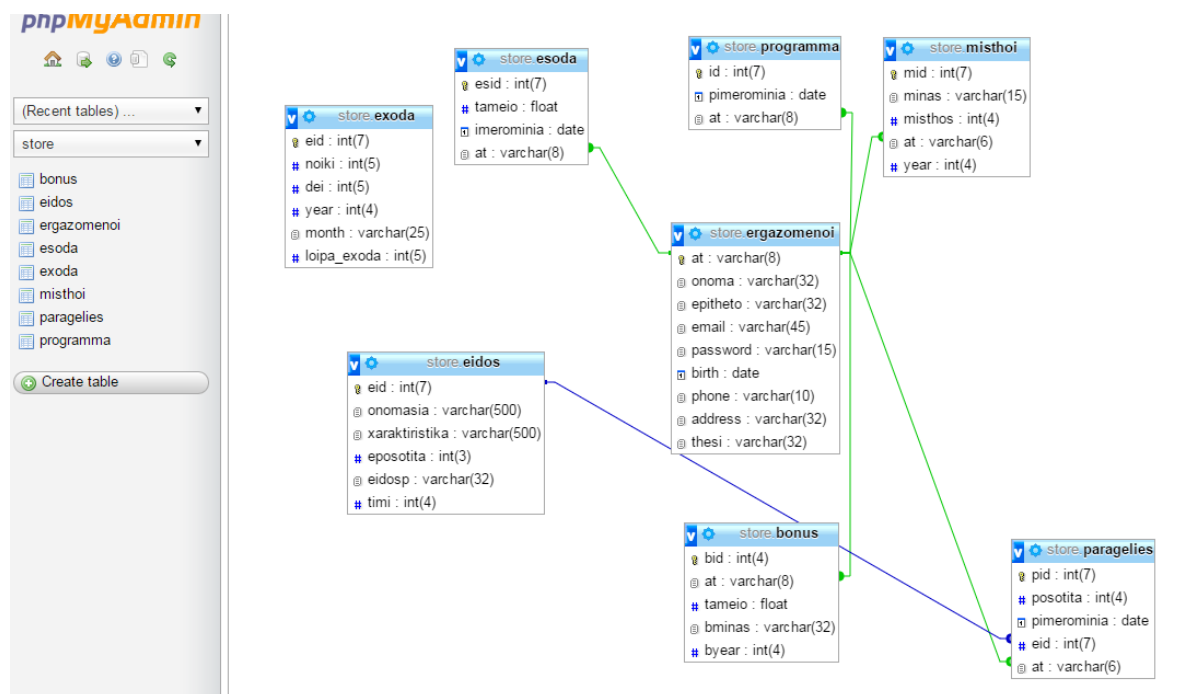 phpMyAdmin
(Recent tables) ...
store
bonus
eidos
ergazomenoi
esoda
exoda
misthoi
paragelies
programma
Create table
store.exoda
eid : int(7)
noiki : int(5)
dei : int(5)
year : int(4)
month : varchar(25)
loipa_exoda : int(5)
store.esoda
esid : int(7)
tameio : float
imerominia : date
at : varchar(8)
store.programma
id : int(7)
pimerominia : date
at : varchar(8)
store.misthoi
mid : int(7)
minas : varchar(15)
misthos : int(4)
at : varchar(6)
year : int(4)
store.ergazomenoi
at : varchar(8)
onoma : varchar(32)
epitheto : varchar(32)
email : varchar(45)
password : varchar(15)
birth : date
phone : varchar(10)
address : varchar(32)
thesi : varchar(32)
store.eidos
eid : int(7)
onomasia : varchar(500)
xaraktiristika : varchar(500)
eposotita : int(3)
eidosp : varchar(32)
timi : int(4)
store.bonus
bid : int(4)
at : varchar(8)
tameio : float
bminas : varchar(32)
byear : int(4)
store.paragelies
pid : int(7)
posotita : int(4)
pimerominia : date
eid : int(7)
at : varchar(6)